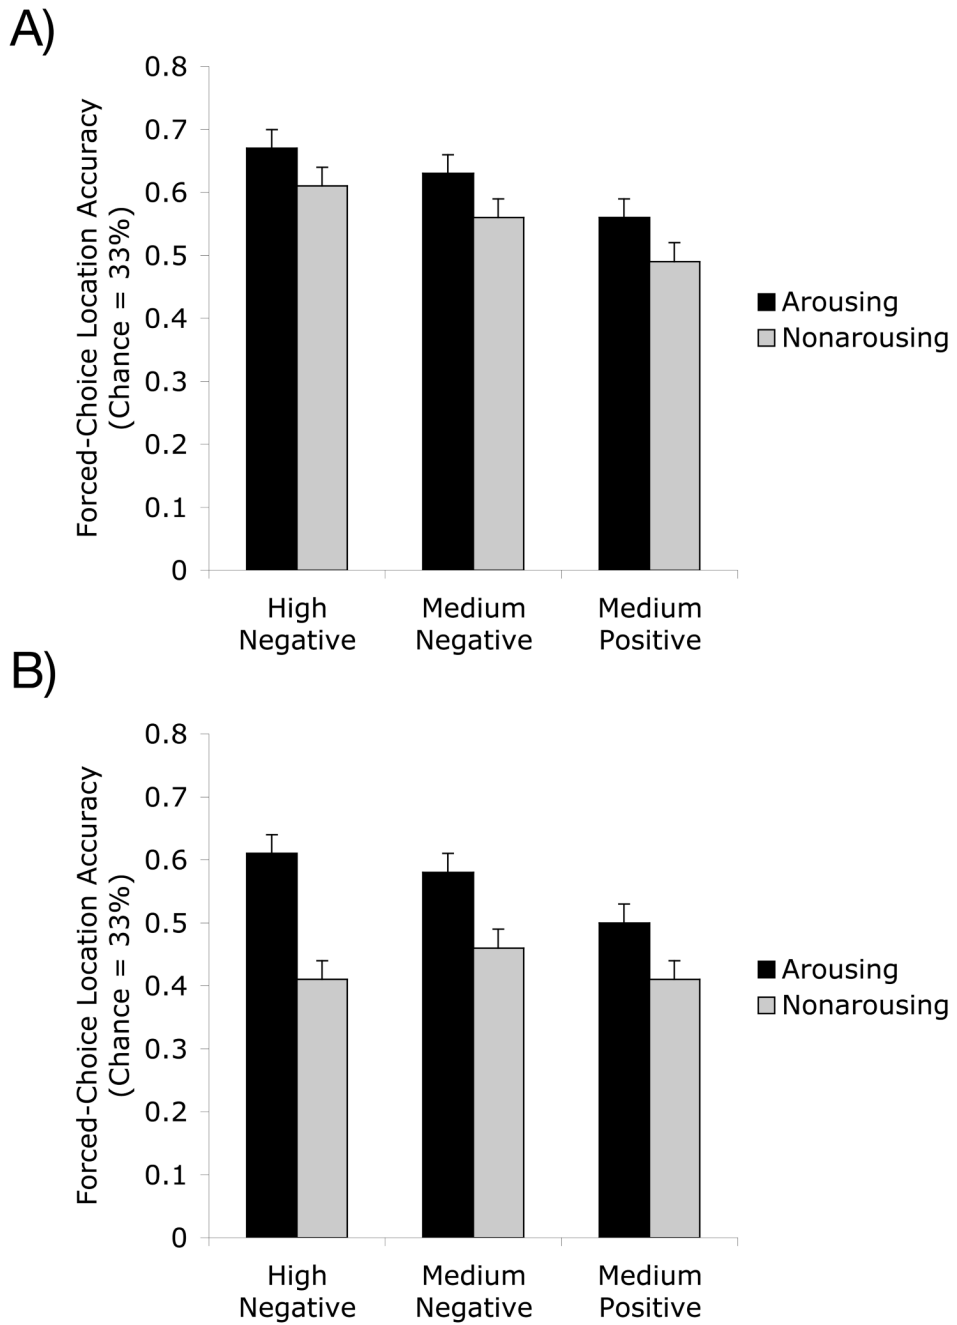 A)
0.8
0.7
0.6
0.5
0.4
0.3
0.2
0.1
0
Forced-Choice Location Accuracy
(Chance = 33%)
High
Negative
Medium
Negative
Medium
Positive
Arousing
Nonarousing
B)
0.8
0.7
0.6
0.5
0.4
0.3
0.2
0.1
0
Forced-Choice Location Accuracy
(Chance = 33%)
High
Negative
Medium
Negative
Medium
Positive
Arousing
Nonarousing